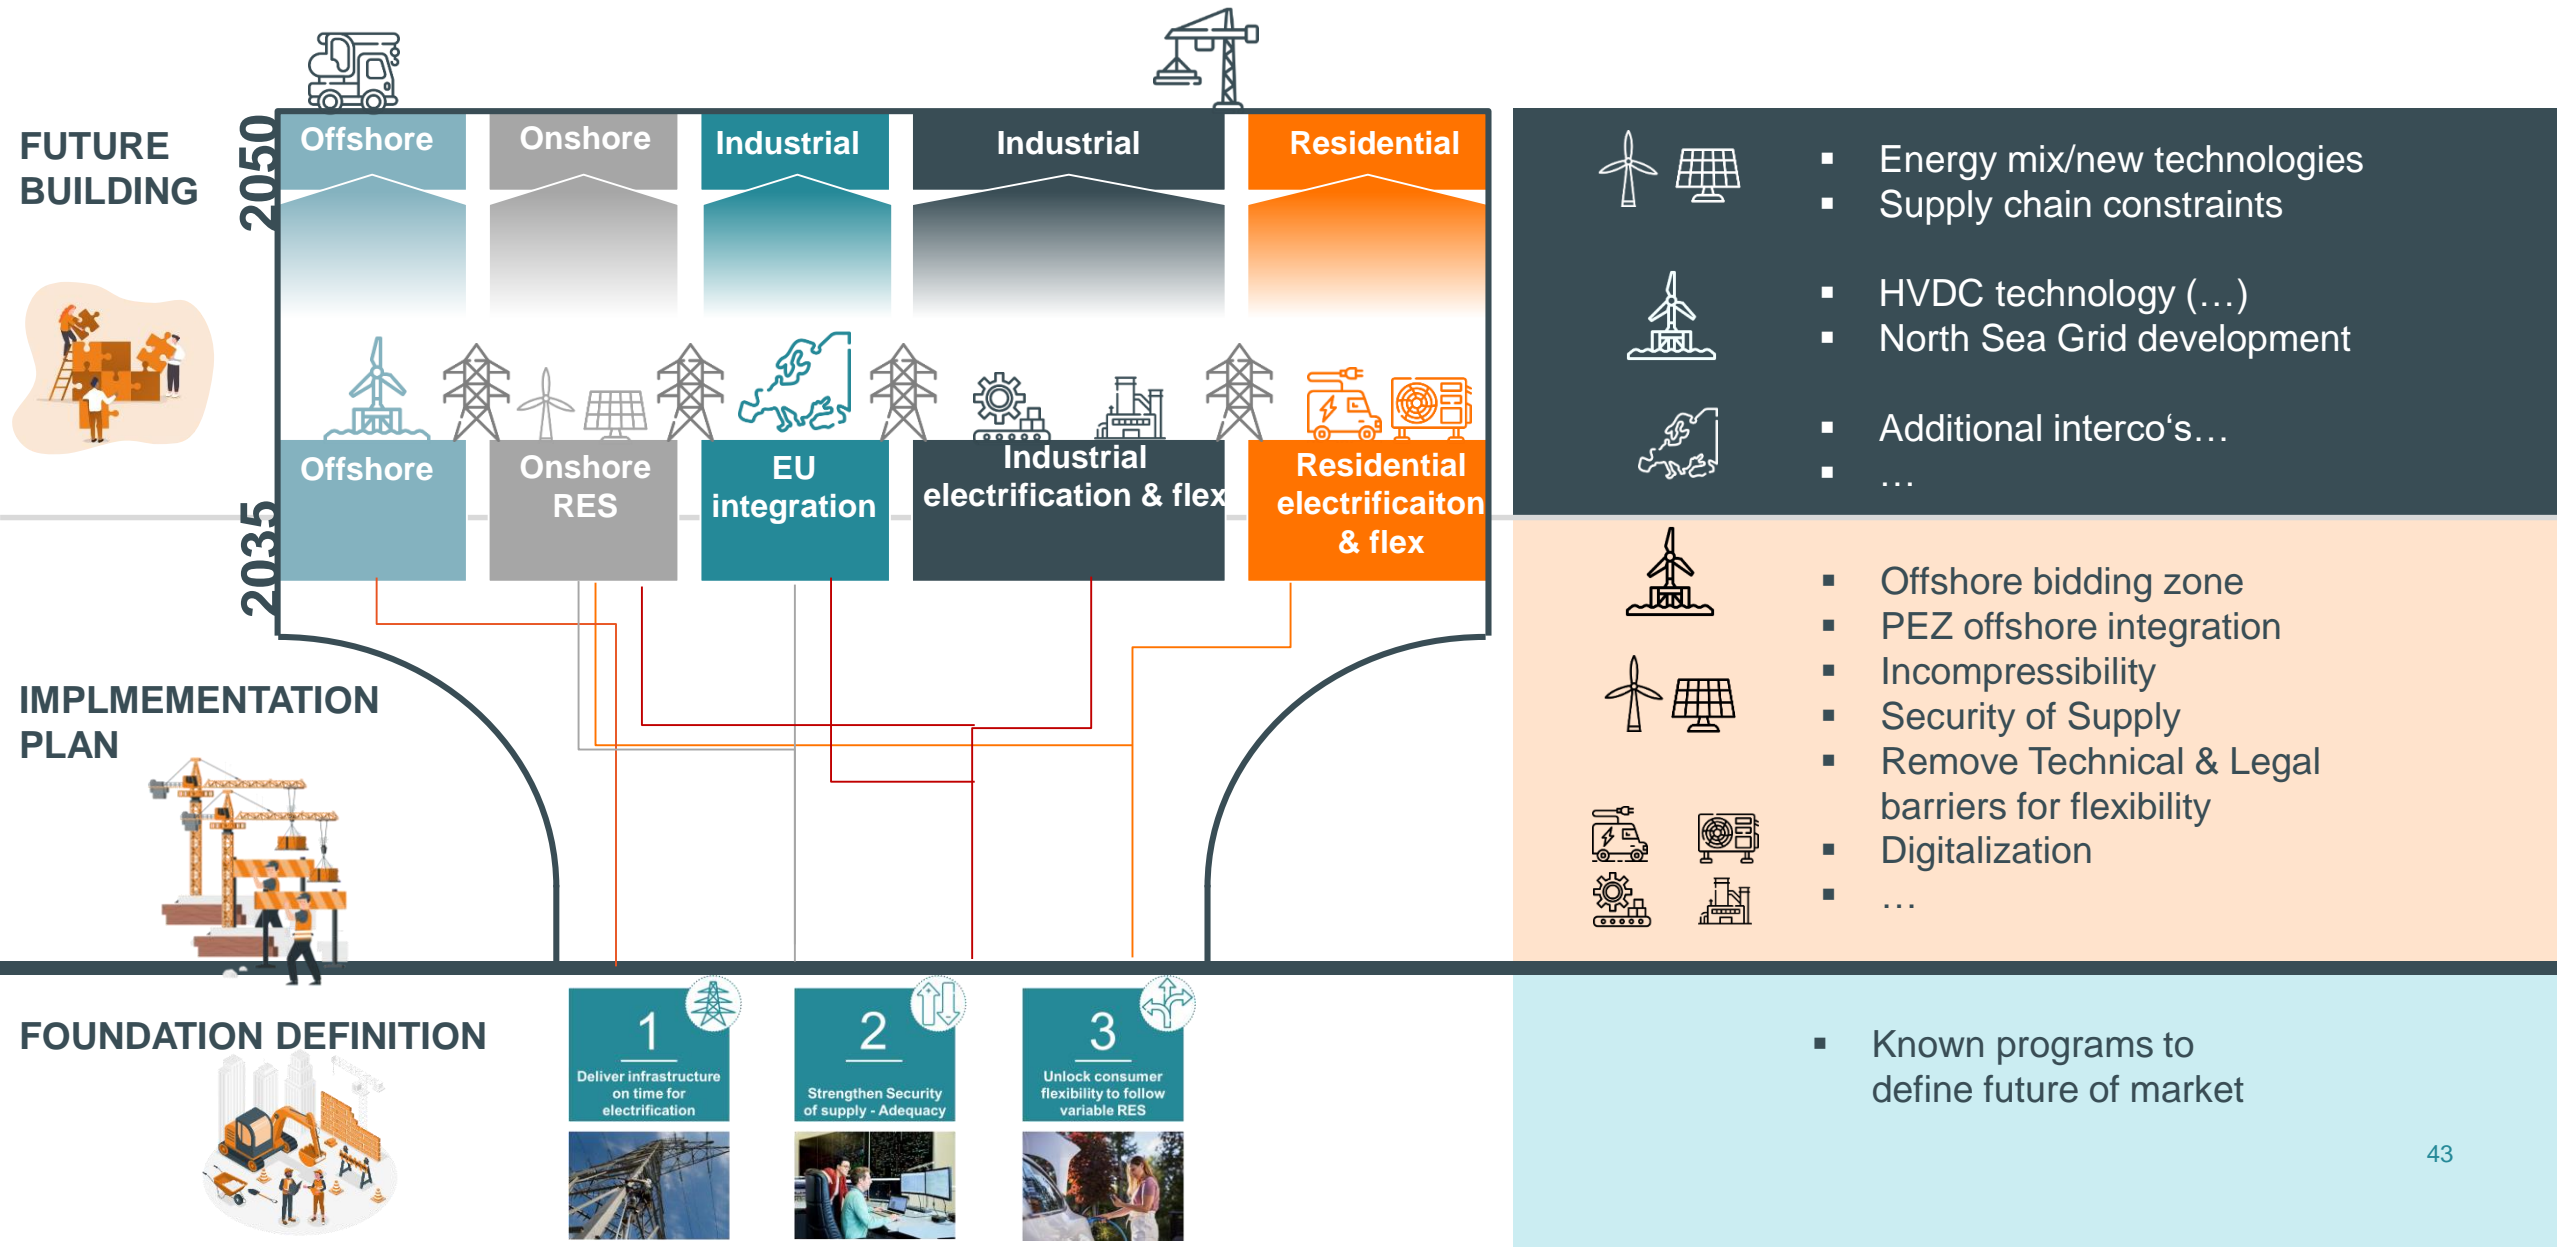 FUTURE
BUILDING
2050
Offshore
Onshore
Industrial
Industrial
Residential
Offshore
Onshore
RES
EU
integration
Industrial
electrification & flex
Residential
electrificaiton
& flex
2035
IMPLMEMENTATION
PLAN
FOUNDATION DEFINITION
1
Deliver infrastructure
on time for
electrification
2
Strengthen Security
of supply - Adequacy
3
Unlock consumer
flexibility to follow
variable RES
▪ Energy mix/new technologies
▪ Supply chain constraints
▪ HVDC technology (…)
▪ North Sea Grid development
▪ Additional interco‘s…
▪ …
▪ Offshore bidding zone
▪ PEZ offshore integration
▪ Incompressibility
▪ Security of Supply
▪ Remove Technical & Legal
barriers for flexibility
▪ Digitalization
▪ …
▪ Known programs to
define future of market
43